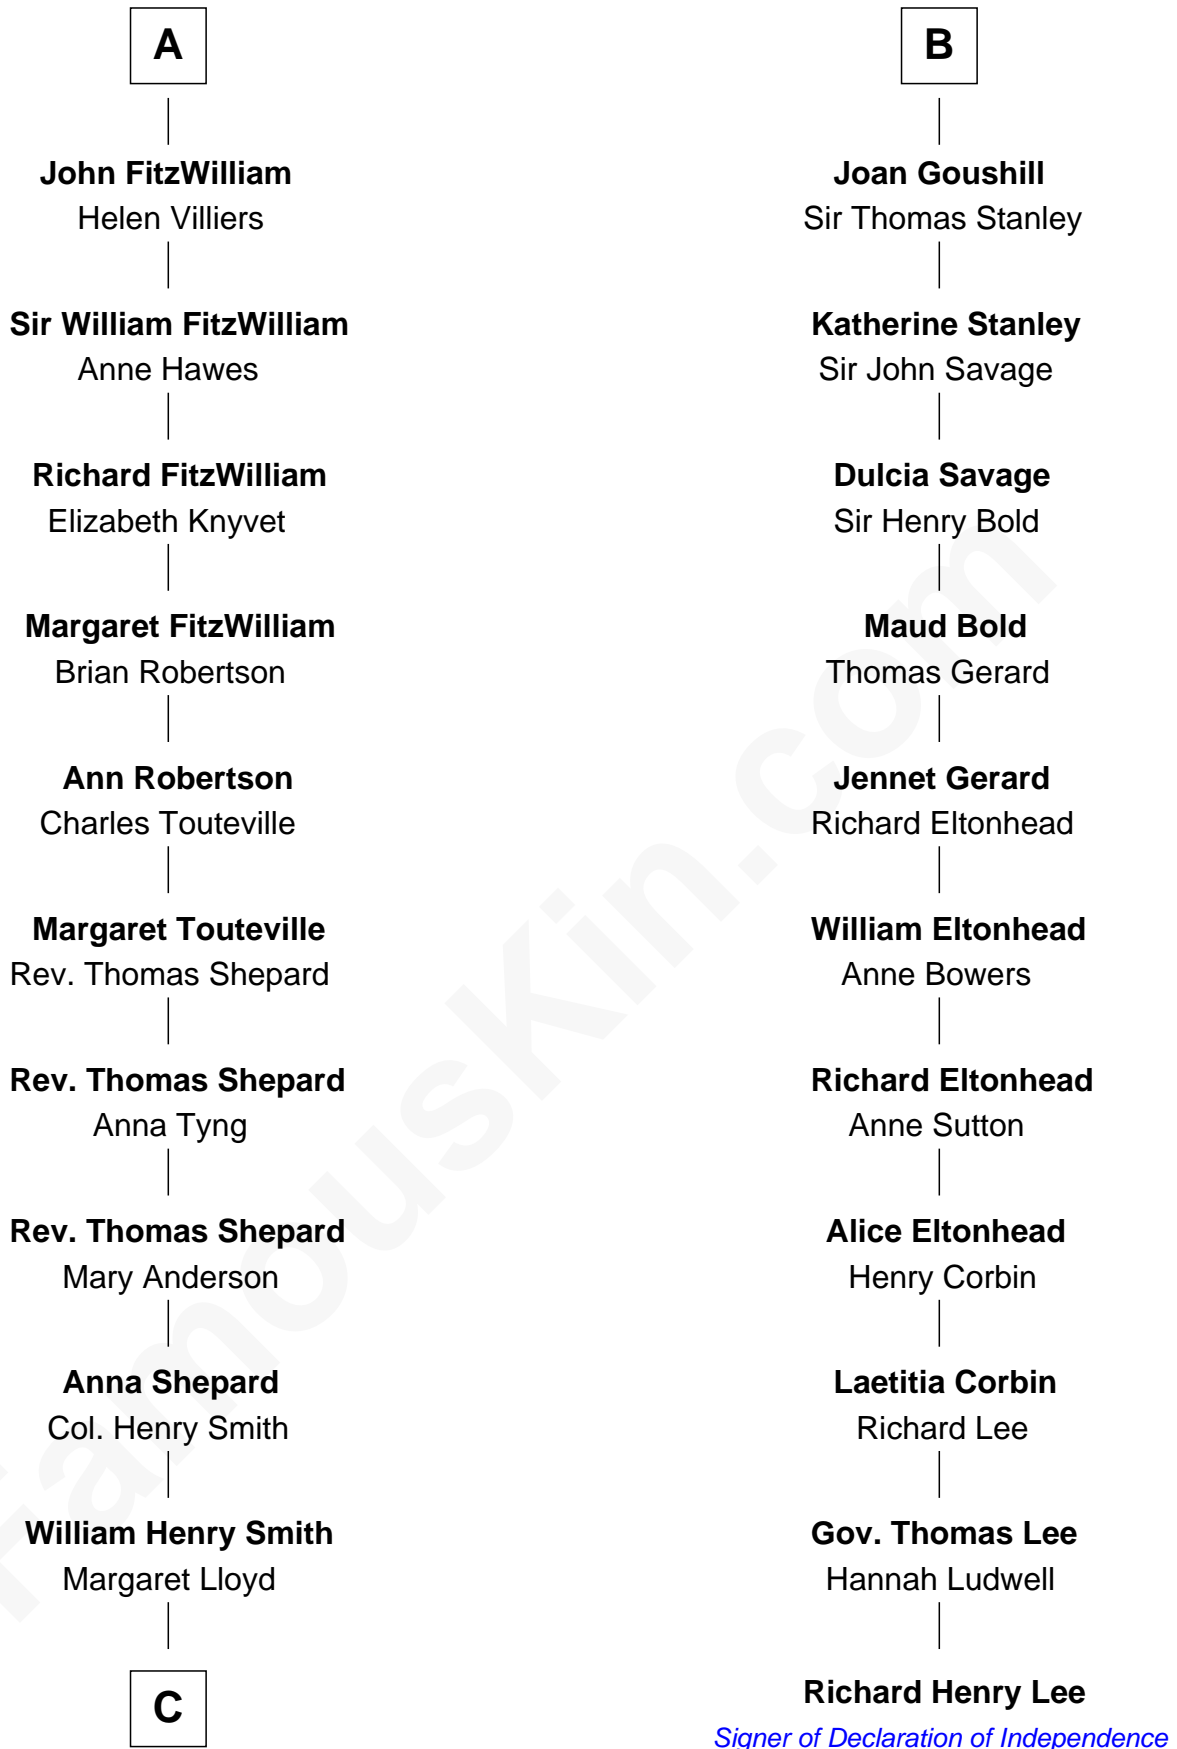 A
John FitzWilliam
Helen Villiers
Sir William FitzWilliam
Anne Hawes
Richard FitzWilliam
Elizabeth Knyvet
Margaret FitzWilliam
Brian Robertson
Ann Robertson
Charles Touteville
Margaret Touteville
Rev. Thomas Shepard
Rev. Thomas Shepard
Anna Tyng
Rev. Thomas Shepard
Mary Anderson
Anna Shepard
Col. Henry Smith
William Henry Smith
Margaret Lloyd
C
B
Joan Goushill
Sir Thomas Stanley
Katherine Stanley
Sir John Savage
Dulcia Savage
Sir Henry Bold
Maud Bold
Thomas Gerard
Jennet Gerard
Richard Eltonhead
William Eltonhead
Anne Bowers
Richard Eltonhead
Anne Sutton
Alice Eltonhead
Henry Corbin
Laetitia Corbin
Richard Lee
Gov. Thomas Lee
Hannah Ludwell
Richard Henry Lee
Signer of Declaration of Independence
FamousKin.com